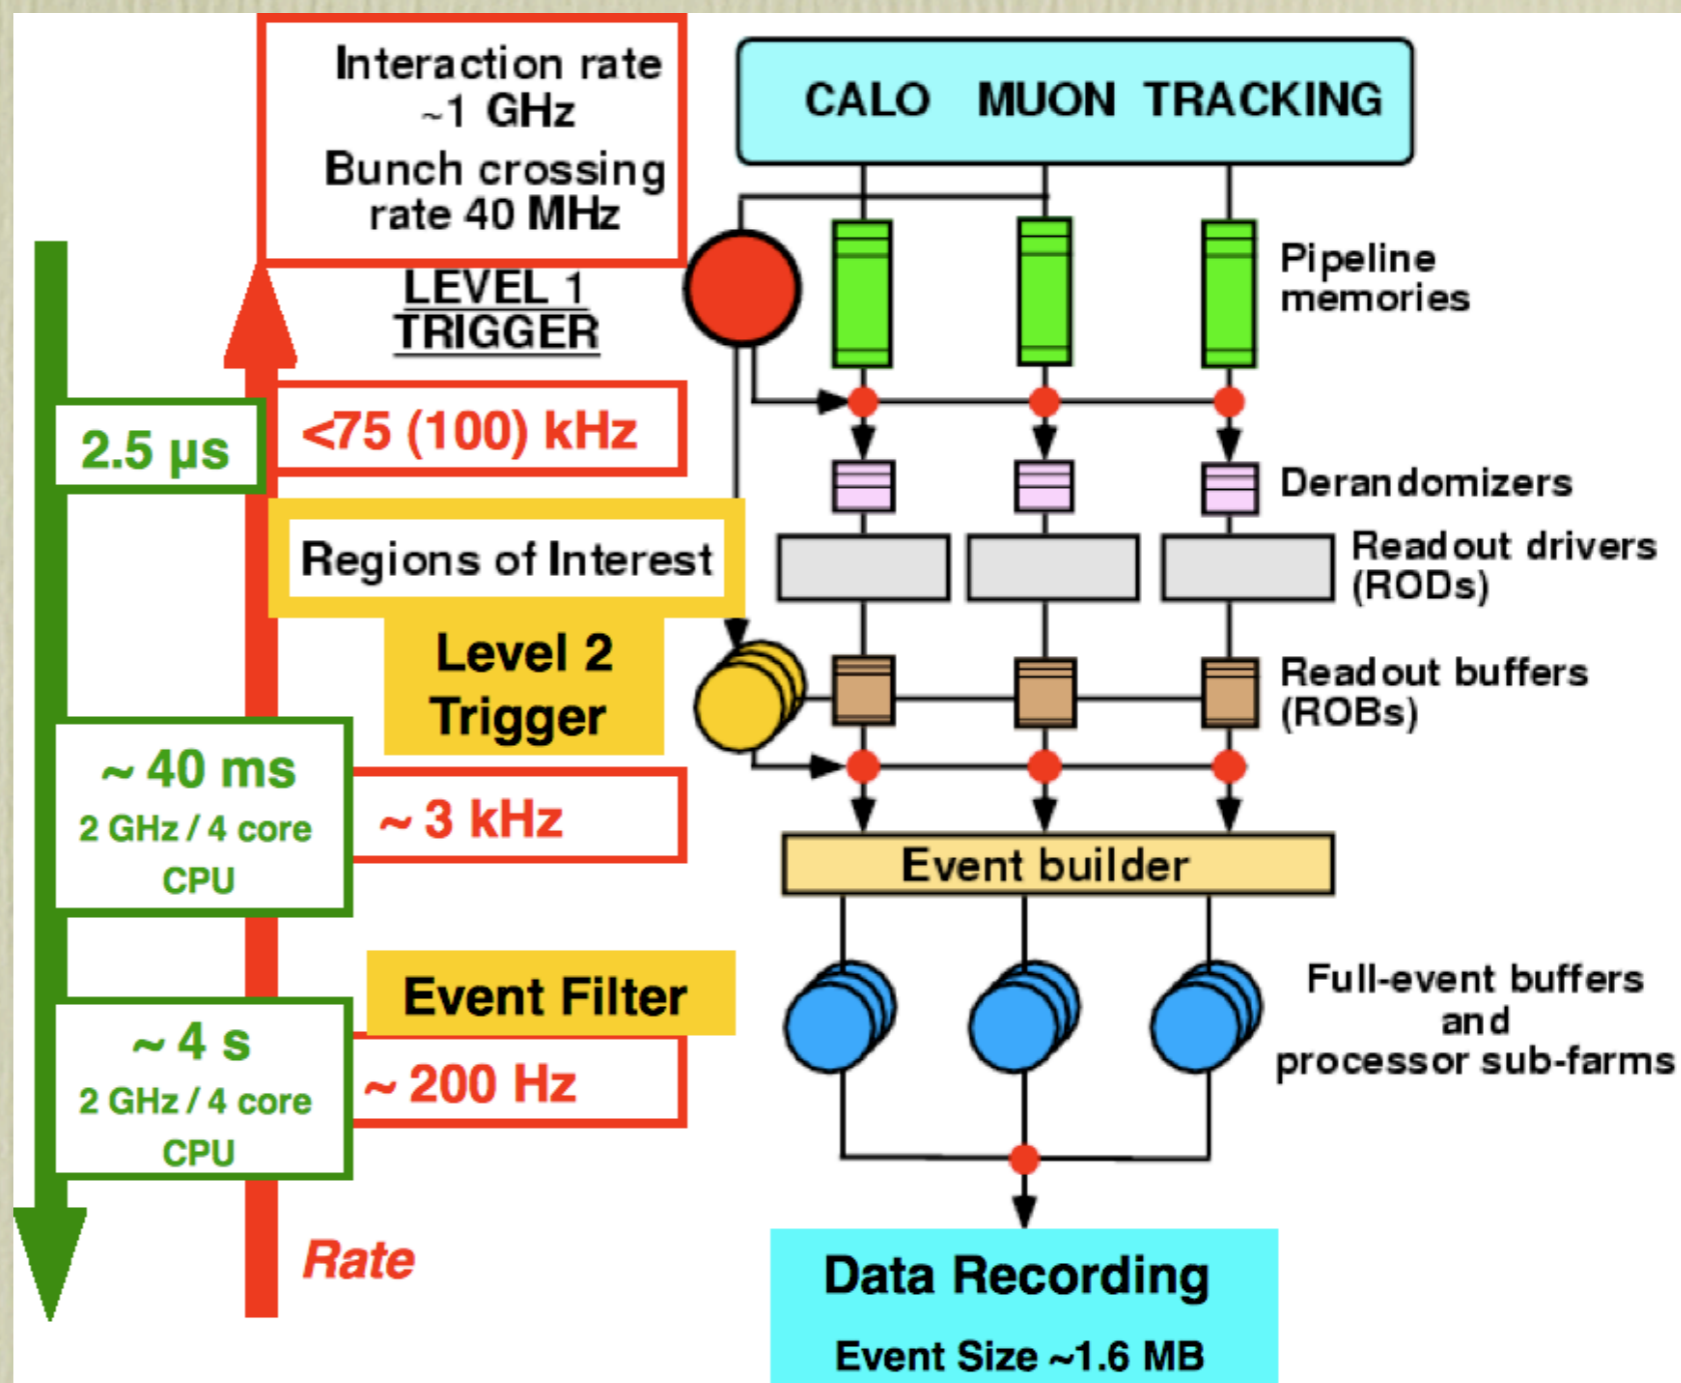 Interaction rate
~1 GHz
Bunch crossing
rate 40 MHz
CALO MUON TRACKING
LEVEL 1
TRIGGER
Pipeline
memories
2.5 µs
<75 (100) kHz
Derandomizers
Regions of Interest
Readout drivers
(RODs)
Level 2
Trigger
Readout buffers
(ROBs)
~ 40 ms
2 GHz / 4 core
CPU
~ 3 kHz
Event builder
Event Filter
Full-event buffers
and
processor sub-farms
~ 4 s
2 GHz / 4 core
CPU
~ 200 Hz
Rate
Data Recording
Event Size ~1.6 MB